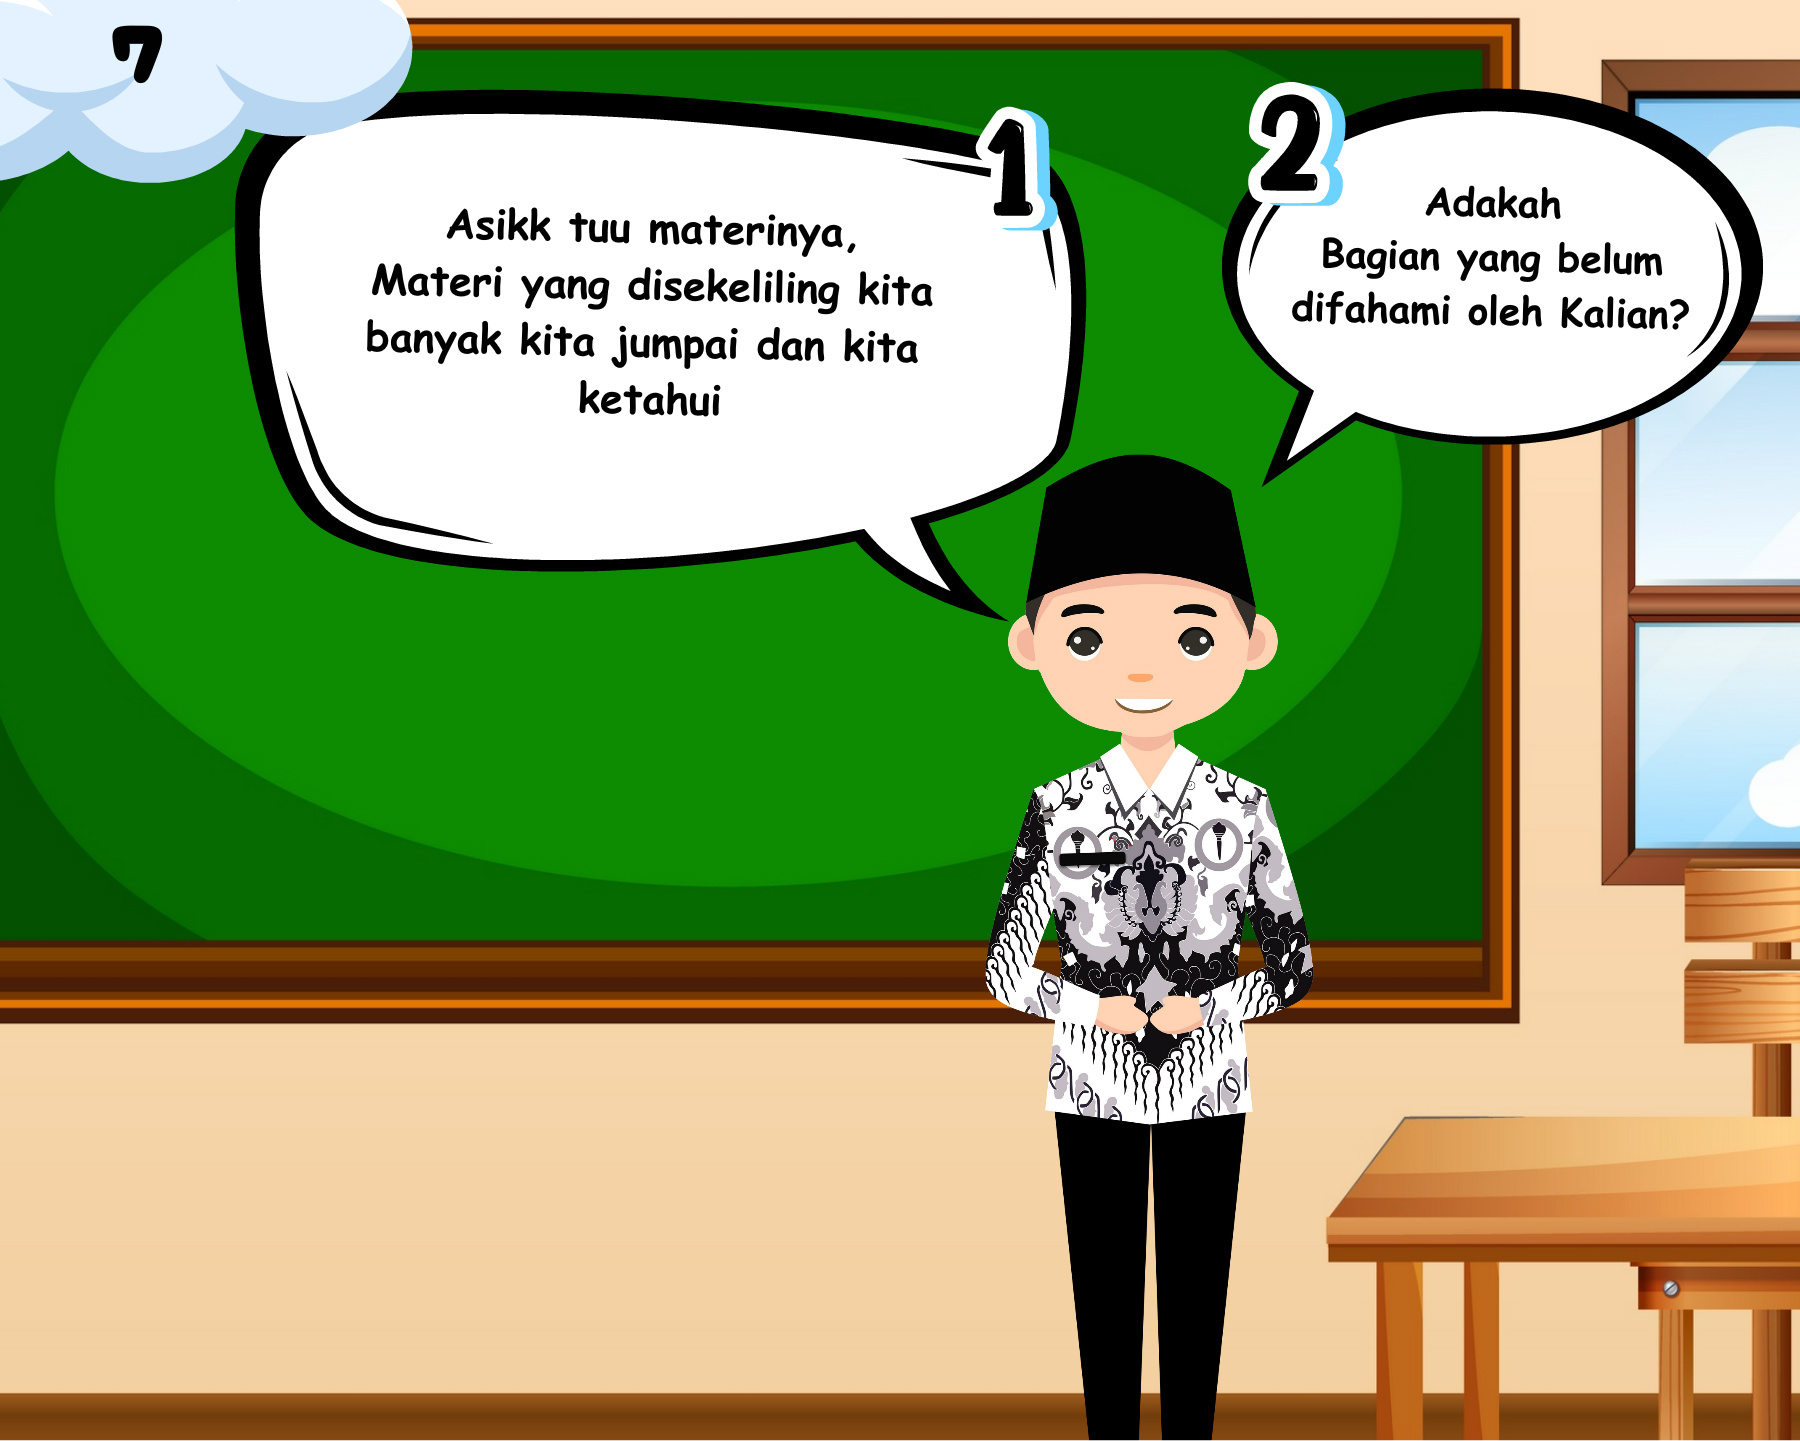 7
1
Asikk tuu materinya,
Materi yang disekeliling kita
banyak kita jumpai dan kita
ketahui
2
Adakah
Bagian yang belum
difahami oleh Kalian?